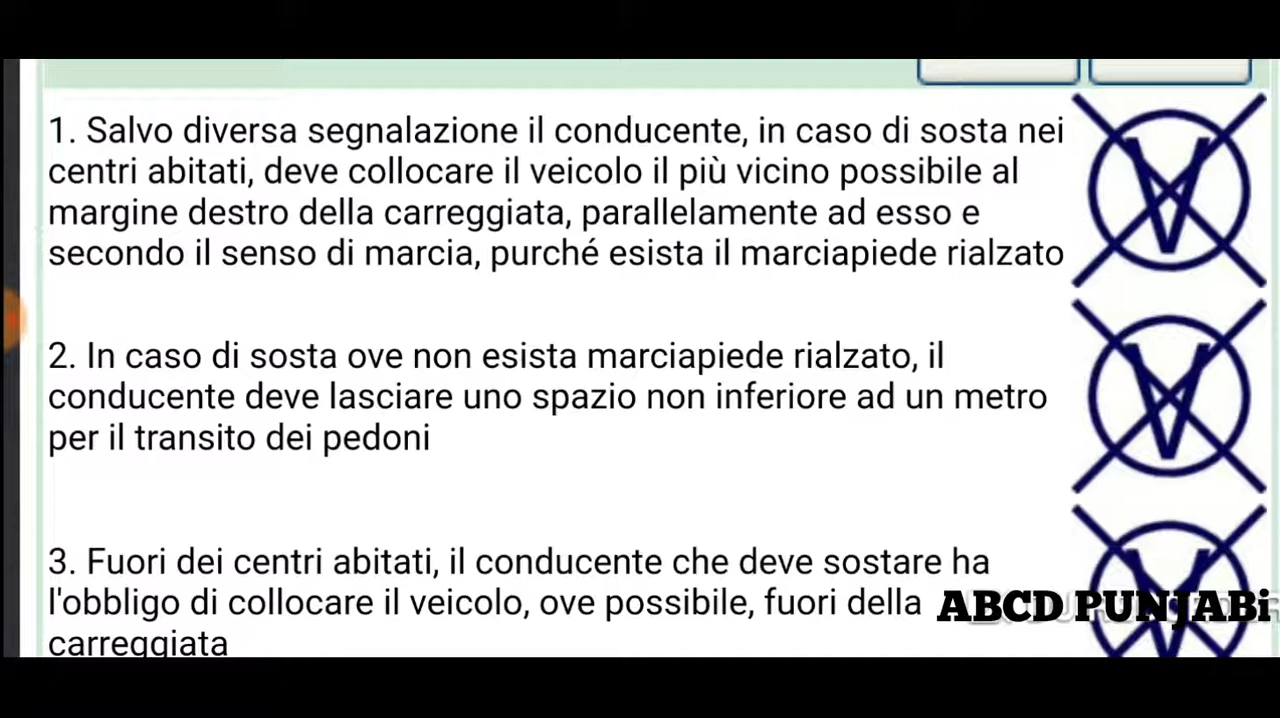 1. Salvo diversa segnalazione il conducente, in caso di sosta nei
centri abitati, deve collocare il veicolo il più vicino possibile al
margine destro della carreggiata, parallelamente ad esso e
secondo il senso di marcia, purché esista il marciapiede rialzato
V
2. In caso di sosta ove non esista marciapiede rialzato, il
conducente deve lasciare uno spazio non inferiore ad un metro
per il transito dei pedoni
V
3. Fuori dei centri abitati, il conducente che deve sostare ha
l'obbligo di collocare il veicolo, ove possibile, fuori della
carreggiata
V
ABCD PUNJABi